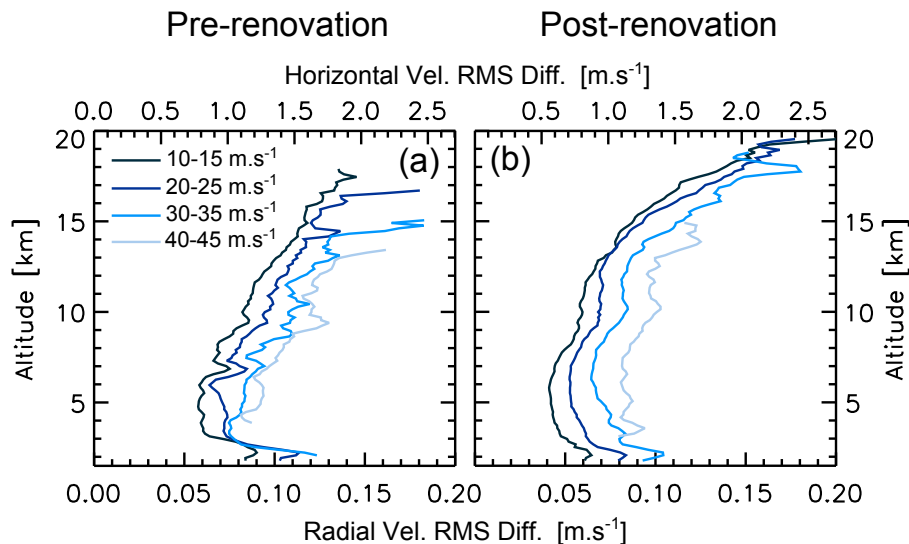 Pre-renovation Post-renovation
Horizontal Vel. RMS Diff. [m.s⁻¹]
0.0 0.5 1.0 1.5 2.0 2.5 0.5 1.0 1.5 2.0 2.5
20 (a) (b) 20
10-15 m.s⁻¹
20-25 m.s⁻¹
30-35 m.s⁻¹
15 15
40-45 m.s⁻¹
Altitude [km] Altitude [km]
10 10
5 5
0.00 0.05 0.10 0.15 0.20 0.05 0.10 0.15 0.20
Radial Vel. RMS Diff. [m.s⁻¹]